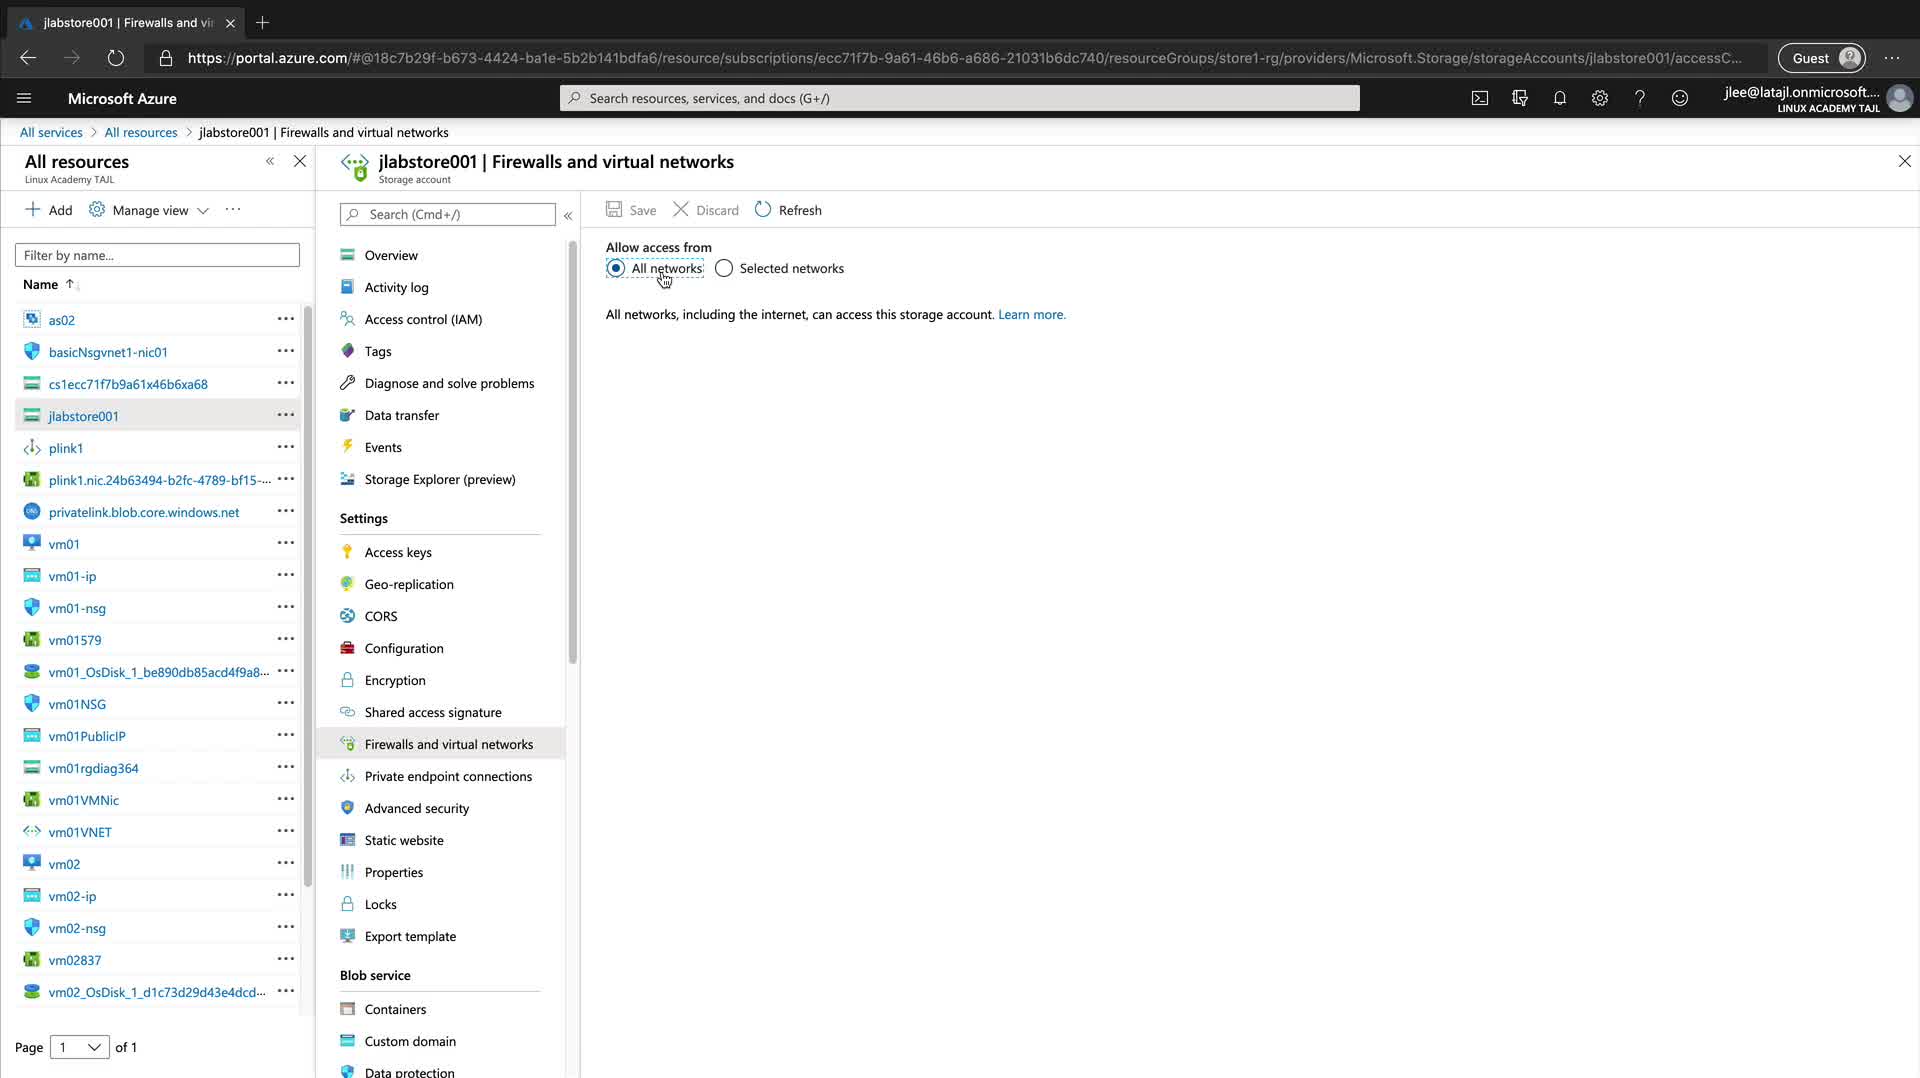 jlabstore001 | Firewalls and vi
https://portal.azure.com/#@18c7b29f-b673-4424-ba1e-5b2b141bdfa6/resource/subscriptions/ecc71f7b-9a61-46b6-a686-21031b6dc740/resourceGroups/store1-rg/providers/Microsoft.Storage/storageAccounts/jlabstore001/accessC...
Guest
Microsoft Azure
Search resources, services, and docs (G+/)
jlee@latajl.onmicrosoft....
LINUX ACADEMY TAJL
All services > All resources > jlabstore001 | Firewalls and virtual networks
All resources
Linux Academy TAJL
Add
Manage view
Filter by name...
Name
as02
basicNsgvnet1-nic01
cs1ecc71f7b9a61x46b6xa68
jlabstore001
plink1
plink1.nic.24b63494-b2fc-4789-bf15-...
privatelink.blob.core.windows.net
vm01
vm01-ip
vm01-nsg
vm01579
vm01_OsDisk_1_be890db85acd4f9a8...
vm01NSG
vm01PublicIP
vm01rgdiag364
vm01VMNic
vm01VNET
vm02
vm02-ip
vm02-nsg
vm02837
vm02_OsDisk_1_d1c73d29d43e4dcd...
Page 1 of 1
jlabstore001 | Firewalls and virtual networks
Storage account
Search (Cmd+/)
Overview
Activity log
Access control (IAM)
Tags
Diagnose and solve problems
Data transfer
Events
Storage Explorer (preview)
Settings
Access keys
Geo-replication
CORS
Configuration
Encryption
Shared access signature
Firewalls and virtual networks
Private endpoint connections
Advanced security
Static website
Properties
Locks
Export template
Blob service
Containers
Custom domain
Data protection
Save
Discard
Refresh
Allow access from
All networks
Selected networks
All networks, including the internet, can access this storage account. Learn more.